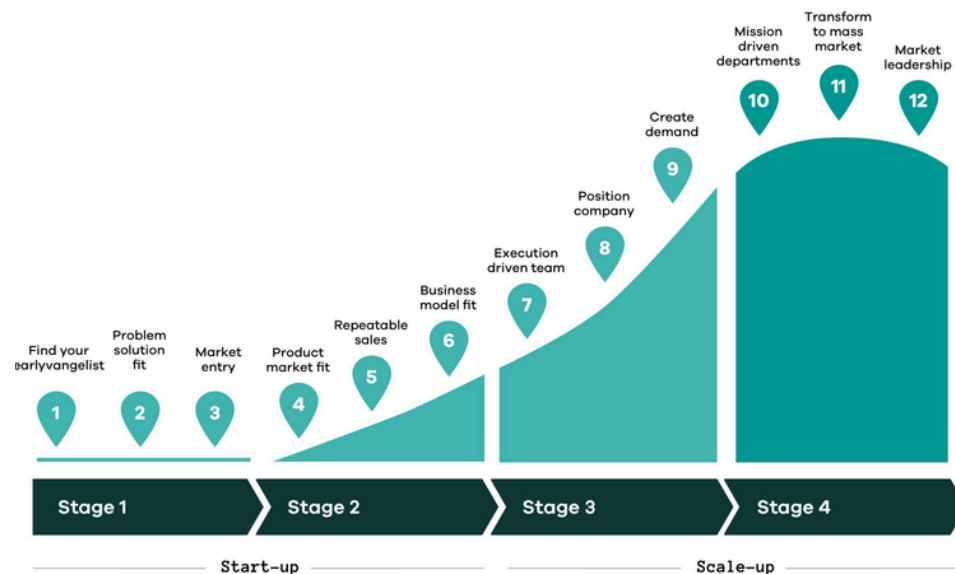 Find your
earlyvangelist
1
Problem
solution
fit
2
Market
entry
3
Product
market fit
4
Repeatable
sales
5
Business
model fit
6
Execution
driven team
7
Position
company
8
Create
demand
9
Mission
driven
departments
10
Transform
to mass
market
11
Market
leadership
12
Stage 1
Stage 2
Stage 3
Stage 4
Start-up
Scale-up